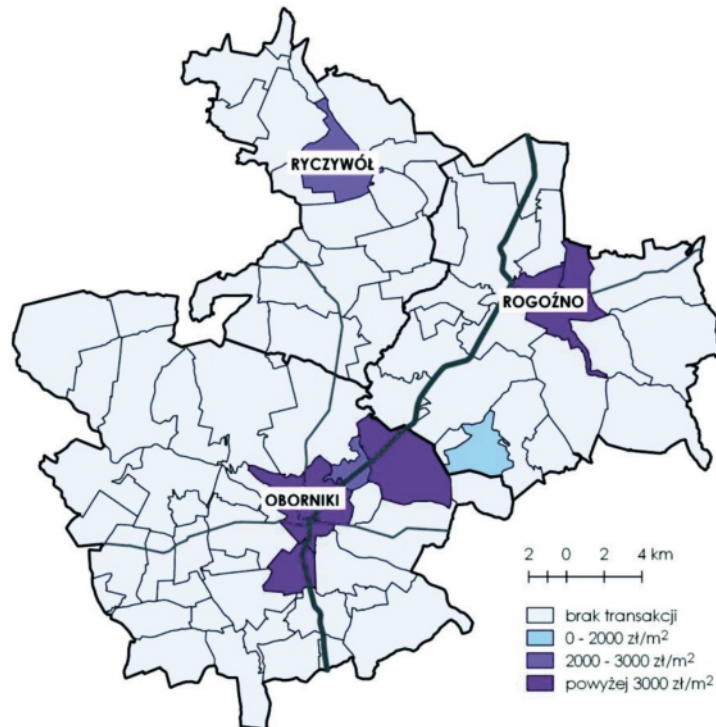 RYCZYWÓŁ
ROGOŹNO
OBORNIKI
2 0 2 4 km
brak transakcji
0 - 2000 zł/m²
2000 - 3000 zł/m²
powyżej 3000 zł/m²